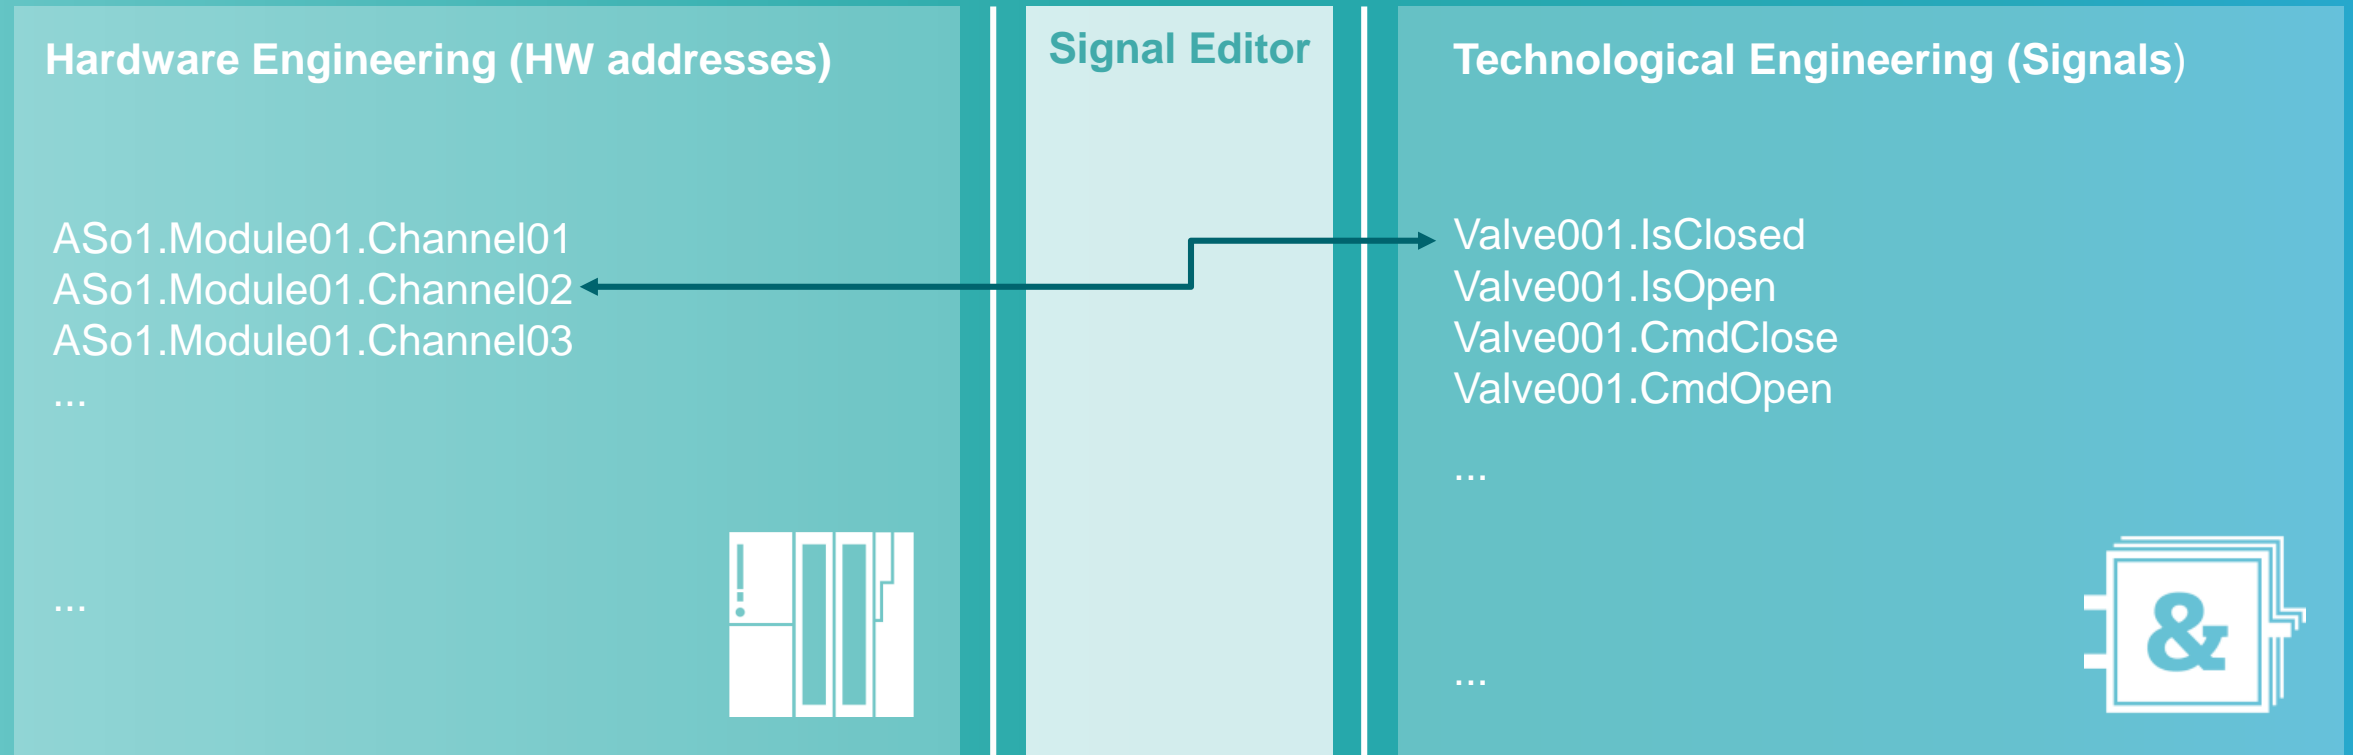 Hardware Engineering (HW addresses)
ASo1.Module01.Channel01
ASo1.Module01.Channel02
ASo1.Module01.Channel03
...
...
Signal Editor
Technological Engineering (Signals)
Valve001.IsClosed
Valve001.IsOpen
Valve001.CmdClose
Valve001.CmdOpen
...
...
&